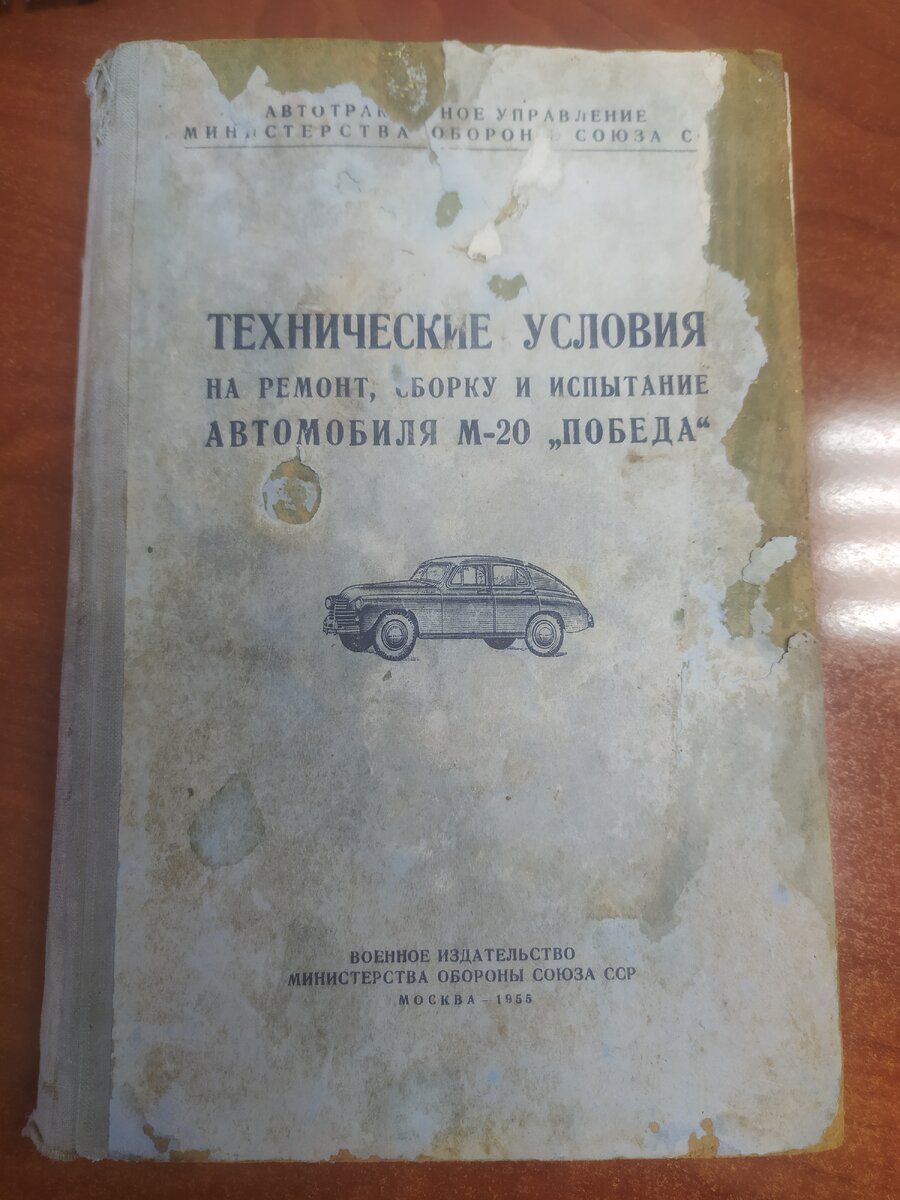 УПРАВЛЕНИЕ
ОБОРОНЫ СОЮЗА
ТЕХНИЧЕСКИЕ УСЛОВИЯ
НА РЕМОНТ, СБОРКУ И ИСПЫТАНИЕ
АВТОМОБИЛЯ М-20 „ПОБЕДА“
ВОЕННОЕ ИЗДАТЕЛЬСТВО
МИНИСТЕРСТВА ОБОРОНЫ СОЮЗА ССР
МОСКВА — 1955